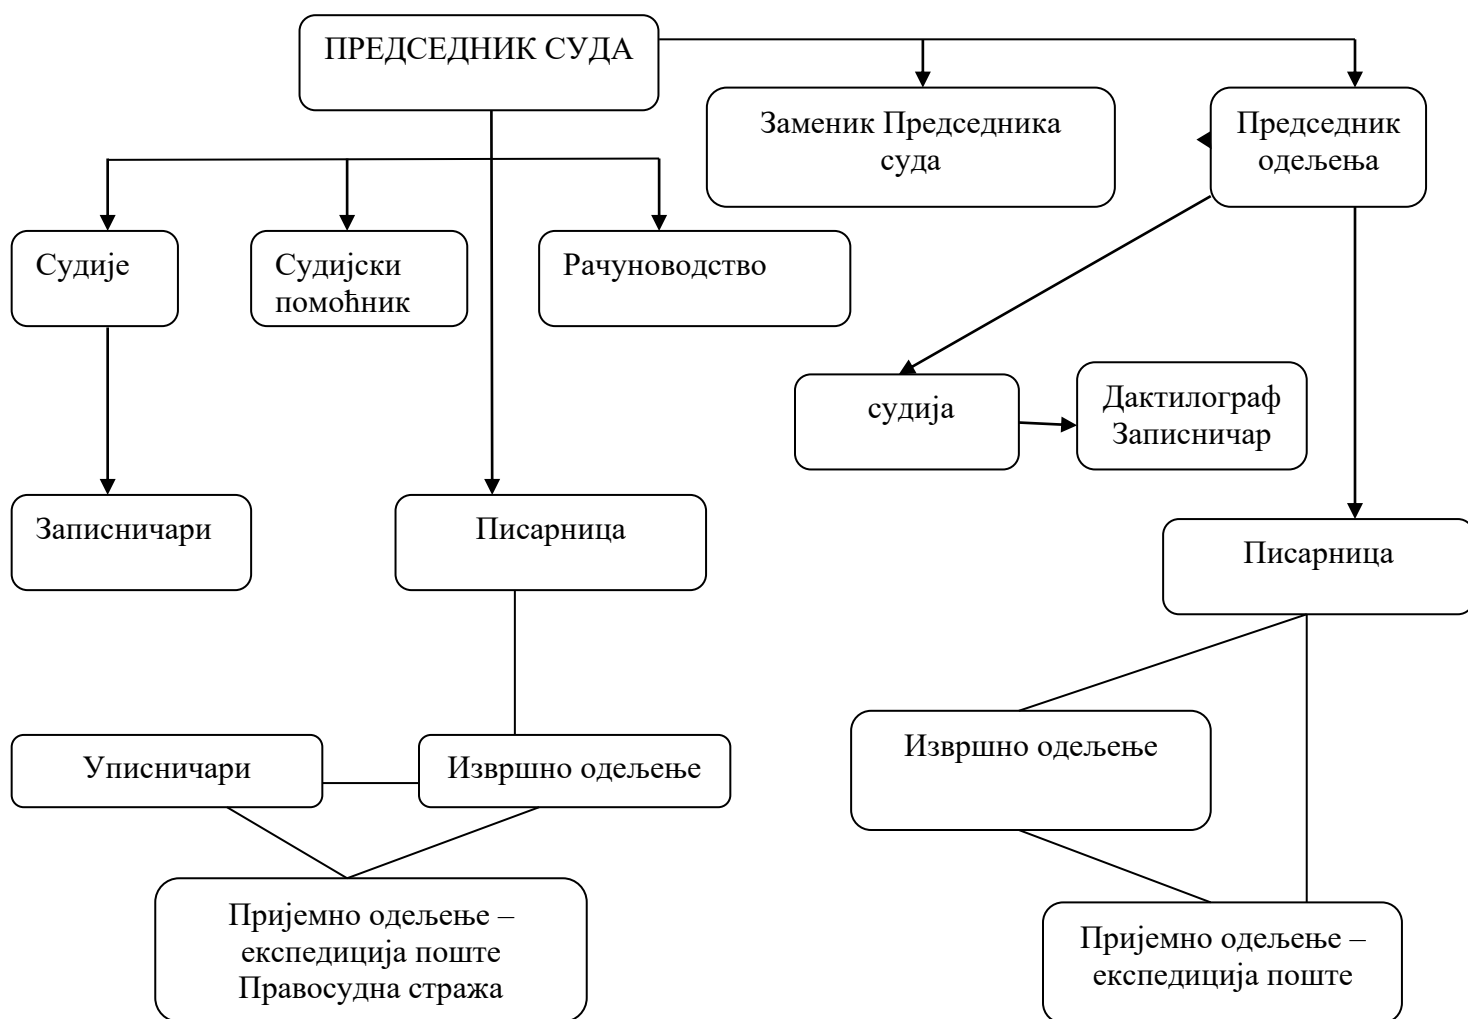 ПРЕДСЕДНИК СУДА
Заменик Председника
суда
Председник
одељења
Судије
Судијски
помоћник
Рачуноводство
судија
Дактилограф
Записничар
Записничари
Писарница
Писарница
Уписничари
Извршно одељење
Извршно одељење
Пријемно одељење –
експедиција поште
Правосудна стража
Пријемно одељење –
експедиција поште